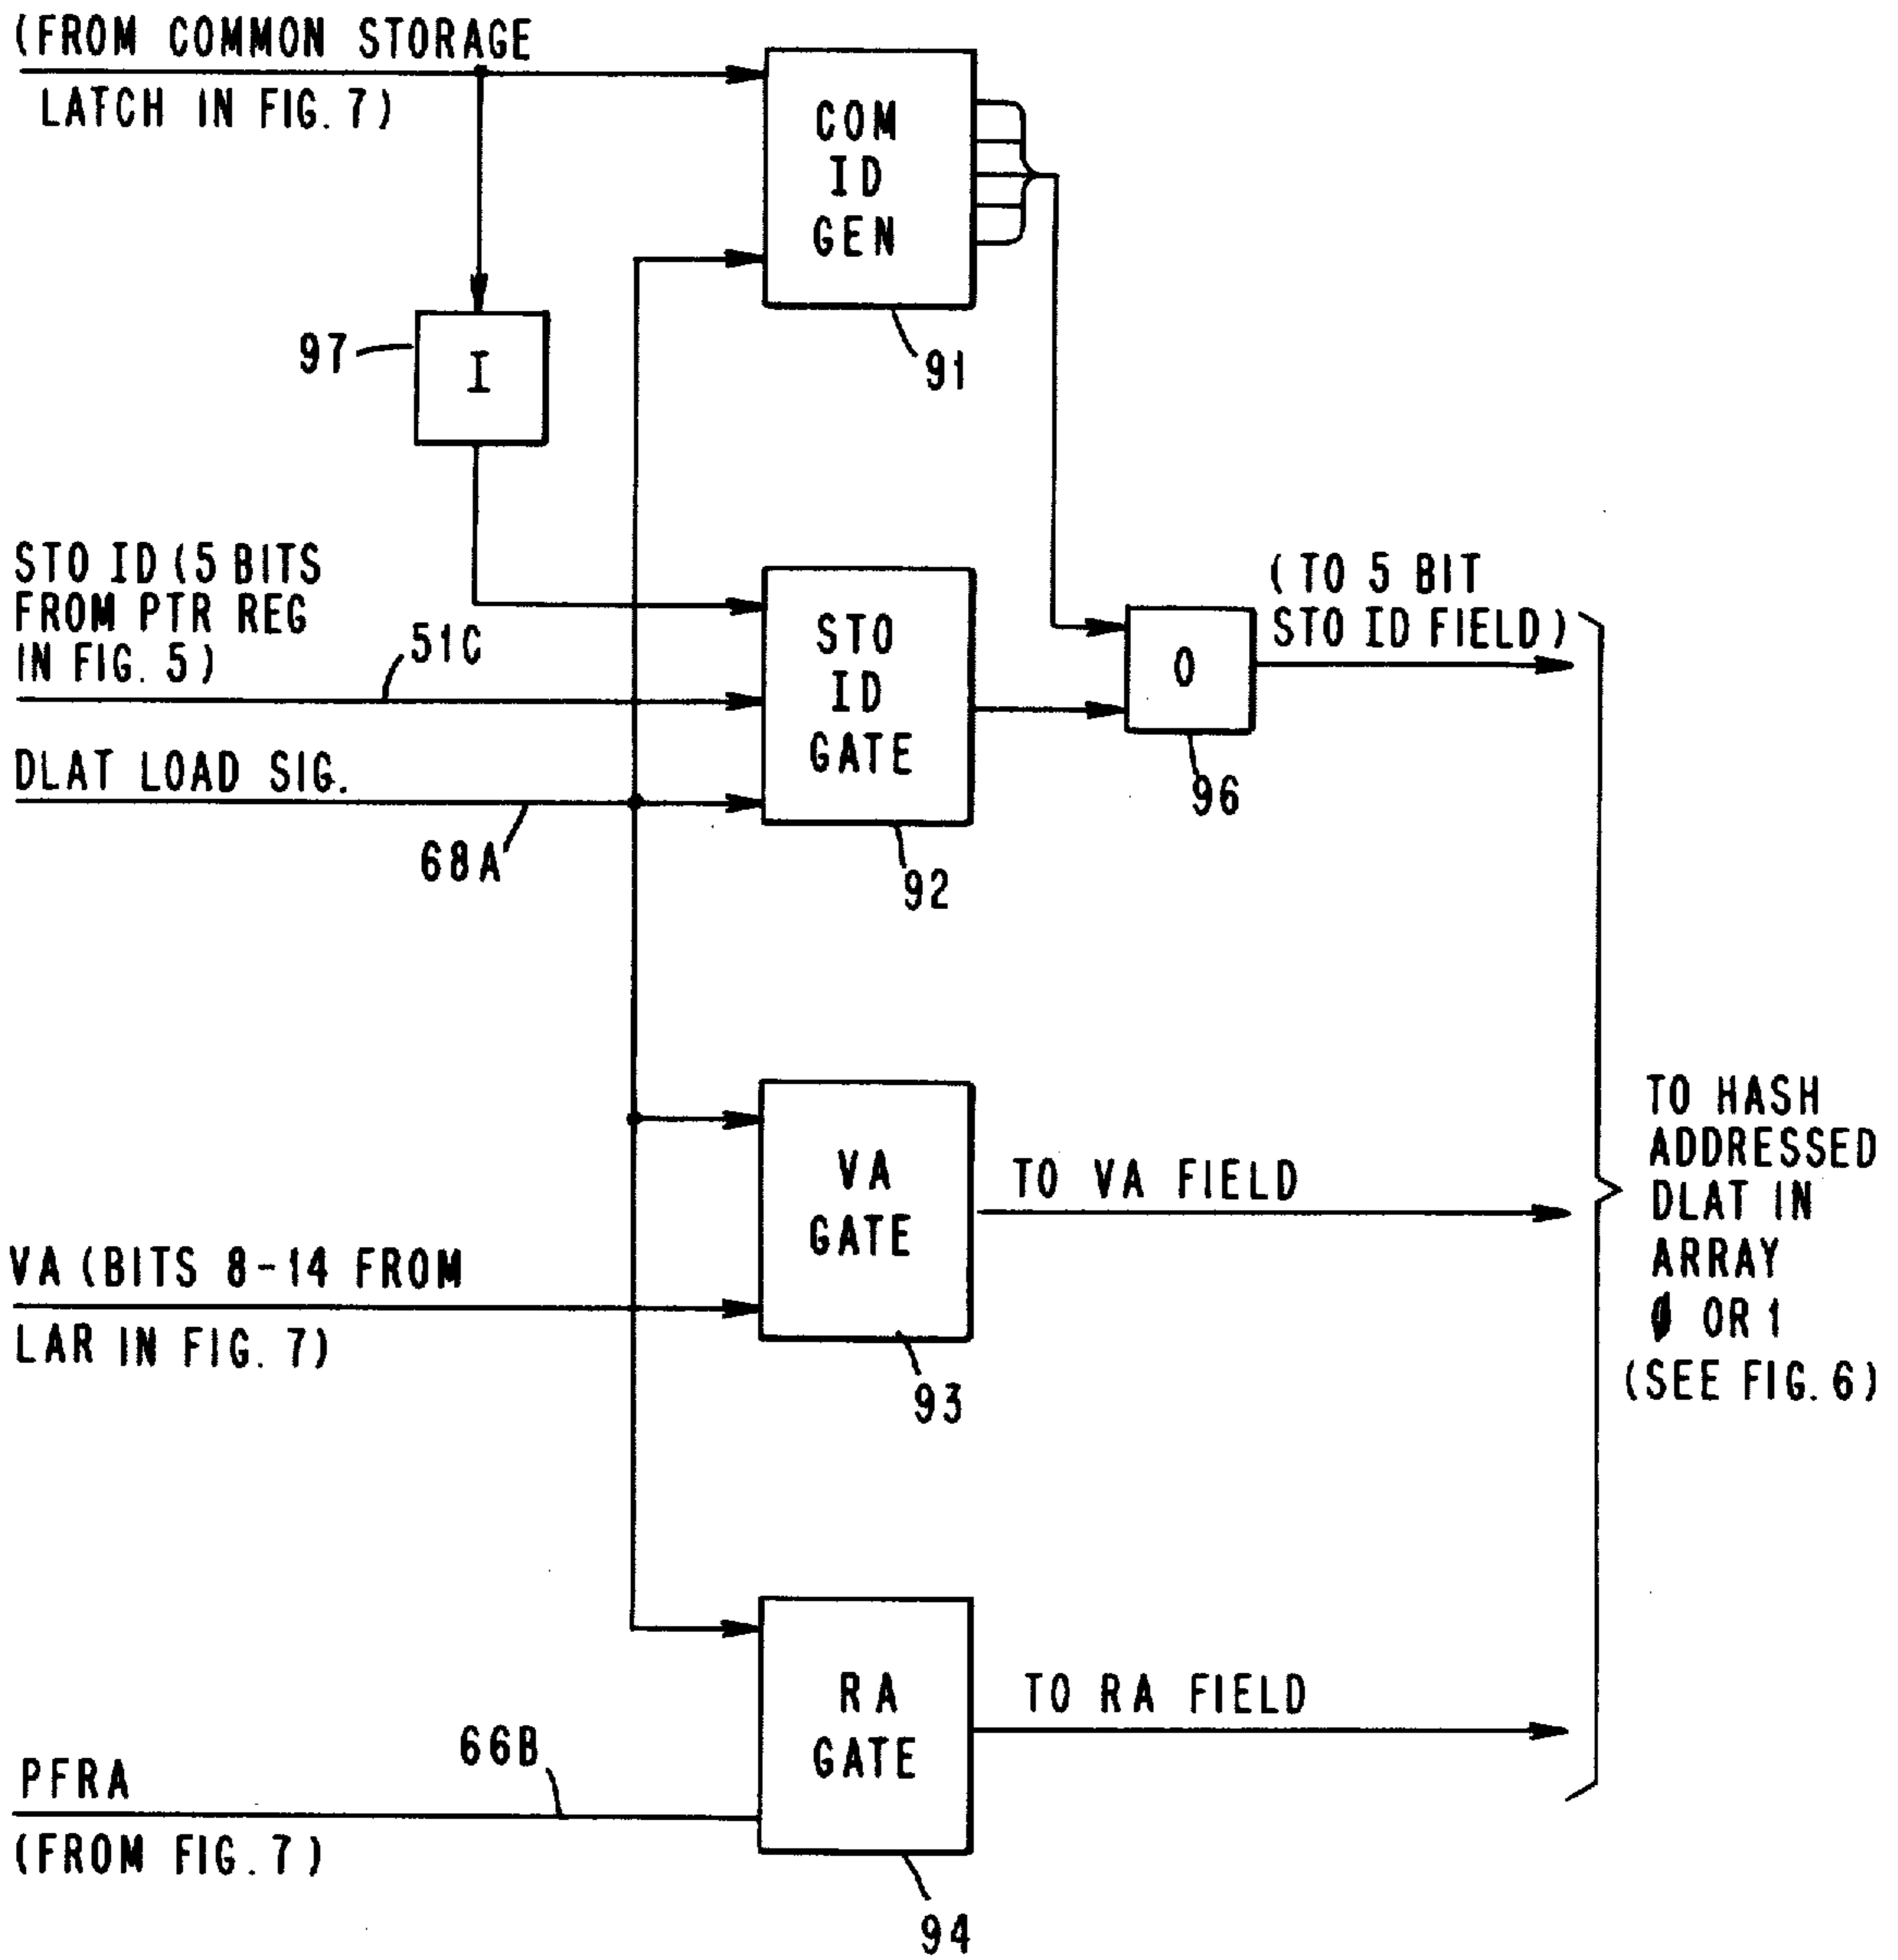 (FROM COMMON STORAGE
LATCH IN FIG. 7)
COM
ID
GEN
91
97
I
STO ID (5 BITS
FROM PTR REG
IN FIG. 5)
51C
STO
ID
GATE
92
(TO 5 BIT
STO ID FIELD)
O
96
DLAT LOAD SIG.
68A
VA
GATE
93
TO VA FIELD
VA (BITS 8-14 FROM
LAR IN FIG. 7)
TO HASH
ADDRESSED
DLAT IN
ARRAY
Ø OR 1
(SEE FIG. 6)
RA
GATE
94
TO RA FIELD
66B
PFRA
(FROM FIG. 7)